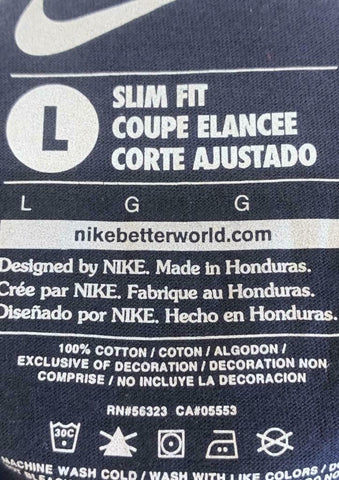 L
SLIM FIT
COUPE ELANCEE
CORTE AJUSTADO
L G G
nikebetterworld.com
Designed by NIKE. Made in Honduras.
Crée par NIKE. Fabrique au Honduras.
Diseñado por NIKE. Hecho en Honduras.
100% COTTON / COTON / ALGODON /
EXCLUSIVE OF DECORATION / DECORATION NON
COMPRISE / NO INCLUYE LA DECORACION
RN#56323 CA#05553
30C
MACHINE WASH COLD / WASH WITH LIKE COLORS /